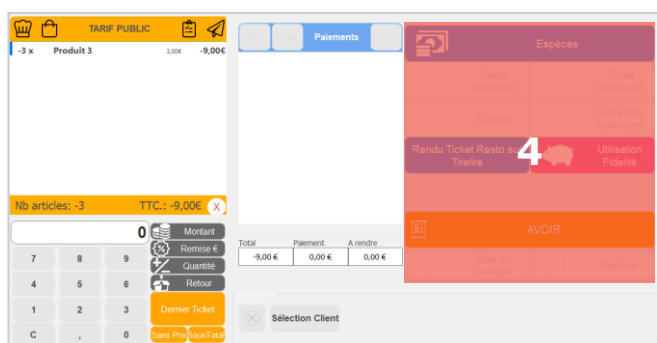 TARIF PUBLIC
-3 x Produit 3 3,00€ -9,00€
Nb articles: -3 TTC.: -9,00€ X
0
Montant
Remise €
Quantité
Retour
7 8 9
4 5 6
1 2 3
C , 0
Dernier Ticket
Sans Prix SousTotal
Paiements
Total Paiement A rendre
-9,00 € 0,00 € 0,00 €
Sélection Client
Espèces
Carte bancaire
Ticket restaurant
Chèque
Carte titre restaurant
Rendu Ticket Resto sur
Tirelire
4
Utilisation
Fidelité
AVOIR
Mise en
compte
Facture